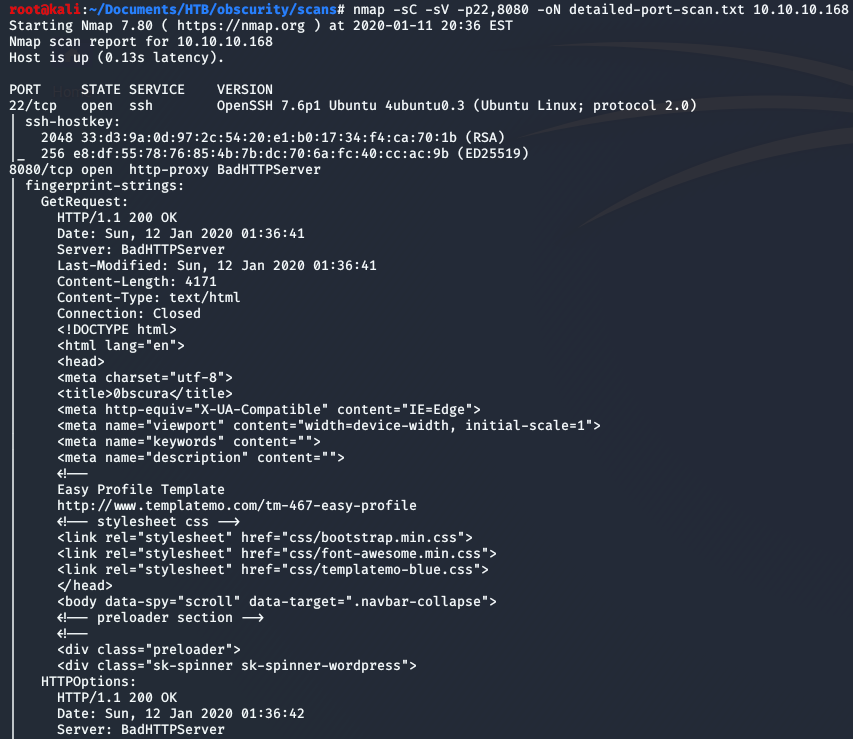 root@kali:~/Documents/HTB/obscurity/scans# nmap -sC -sV -p22,8080 -oN detailed-port-scan.txt 10.10.10.168
Starting Nmap 7.80 ( https://nmap.org ) at 2020-01-11 20:36 EST
Nmap scan report for 10.10.10.168
Host is up (0.13s latency).
PORT     STATE SERVICE    VERSION
22/tcp   open  ssh        OpenSSH 7.6p1 Ubuntu 4ubuntu0.3 (Ubuntu Linux; protocol 2.0)
| ssh-hostkey:
|   2048 33:d3:9a:0d:97:2c:54:20:e1:b0:17:34:f4:ca:70:1b (RSA)
|_  256 e8:df:55:78:76:85:4b:7b:dc:70:6a:fc:40:cc:ac:9b (ED25519)
8080/tcp open  http-proxy BadHTTPServer
| fingerprint-strings:
|   GetRequest:
|     HTTP/1.1 200 OK
|     Date: Sun, 12 Jan 2020 01:36:41
|     Server: BadHTTPServer
|     Last-Modified: Sun, 12 Jan 2020 01:36:41
|     Content-Length: 4171
|     Content-Type: text/html
|     Connection: Closed
|     <!DOCTYPE html>
|     <html lang="en">
|     <head>
|     <meta charset="utf-8">
|     <title>0bscura</title>
|     <meta http-equiv="X-UA-Compatible" content="IE=Edge">
|     <meta name="viewport" content="width=device-width, initial-scale=1">
|     <meta name="keywords" content="">
|     <meta name="description" content="">
|     <!--
|     Easy Profile Template
|     http://www.templatemo.com/tm-467-easy-profile
|     <!-- stylesheet css -->
|     <link rel="stylesheet" href="css/bootstrap.min.css">
|     <link rel="stylesheet" href="css/font-awesome.min.css">
|     <link rel="stylesheet" href="css/templatemo-blue.css">
|     </head>
|     <body data-spy="scroll" data-target=".navbar-collapse">
|     <!-- preloader section -->
|     <!--
|     <div class="preloader">
|     <div class="sk-spinner sk-spinner-wordpress">
|   HTTPOptions:
|     HTTP/1.1 200 OK
|     Date: Sun, 12 Jan 2020 01:36:42
|     Server: BadHTTPServer